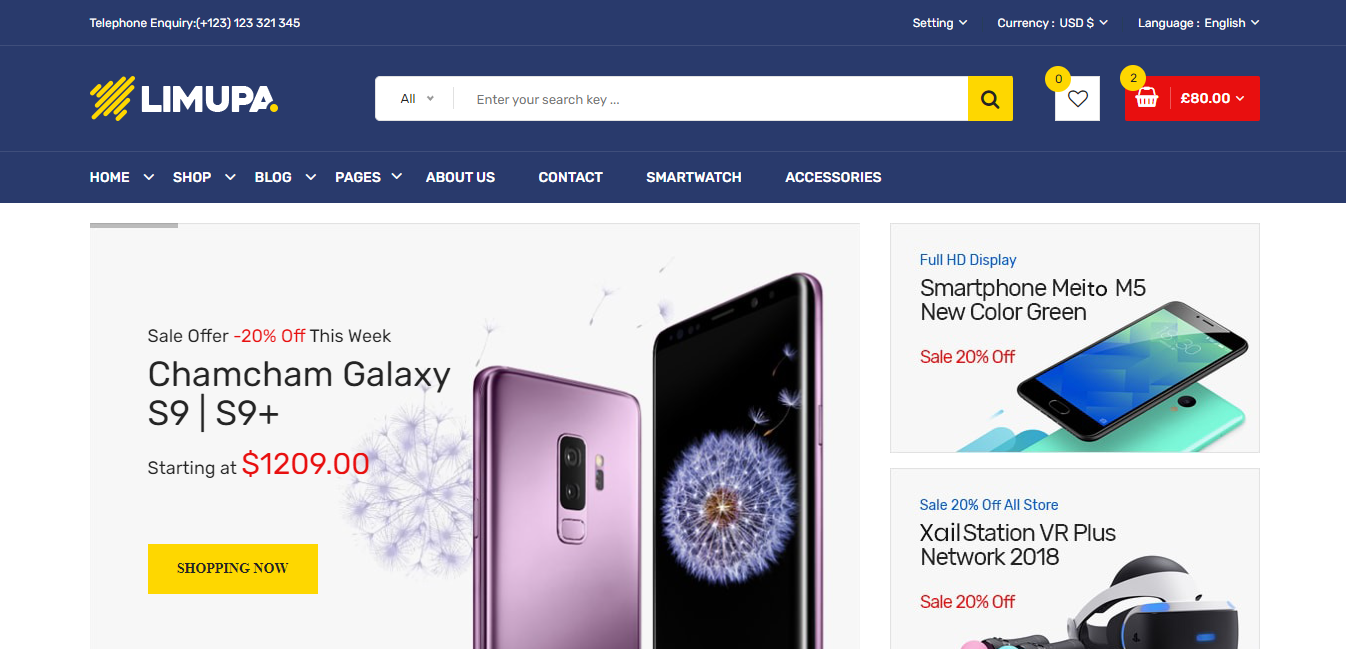 Telephone Enquiry:(+123) 123 321 345
Setting
Currency : USD $
Language : English
LIMUPA.
All
Enter your search key ...
0
2
£80.00
HOME
SHOP
BLOG
PAGES
ABOUT US
CONTACT
SMARTWATCH
ACCESSORIES
Sale Offer -20% Off This Week
Chamcham Galaxy
S9 | S9+
Starting at $1209.00
SHOPPING NOW
Full HD Display
Smartphone Meito M5
New Color Green
Sale 20% Off
Sale 20% Off All Store
XailStation VR Plus
Network 2018
Sale 20% Off